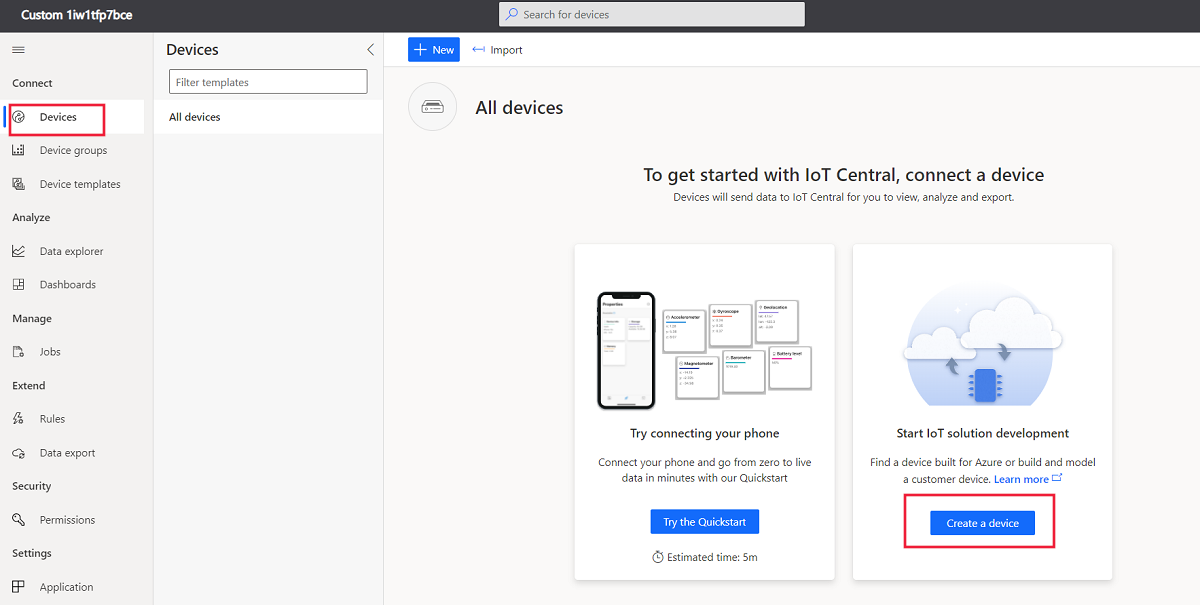 Custom 1iw1tfp7bce
Search for devices
Connect
Devices
Device groups
Device templates
Analyze
Data explorer
Dashboards
Manage
Jobs
Extend
Rules
Data export
Security
Permissions
Settings
Application
Devices
Filter templates
All devices
New
Import
All devices
To get started with IoT Central, connect a device
Devices will send data to IoT Central for you to view, analyze and export.
Properties
Accelerometer
Gyroscope
Geolocation
Magnetometer
Barometer
Battery level
Try connecting your phone
Connect your phone and go from zero to live
data in minutes with our Quickstart
Try the Quickstart
Estimated time: 5m
Start IoT solution development
Find a device built for Azure or build and model
a customer device. Learn more
Create a device